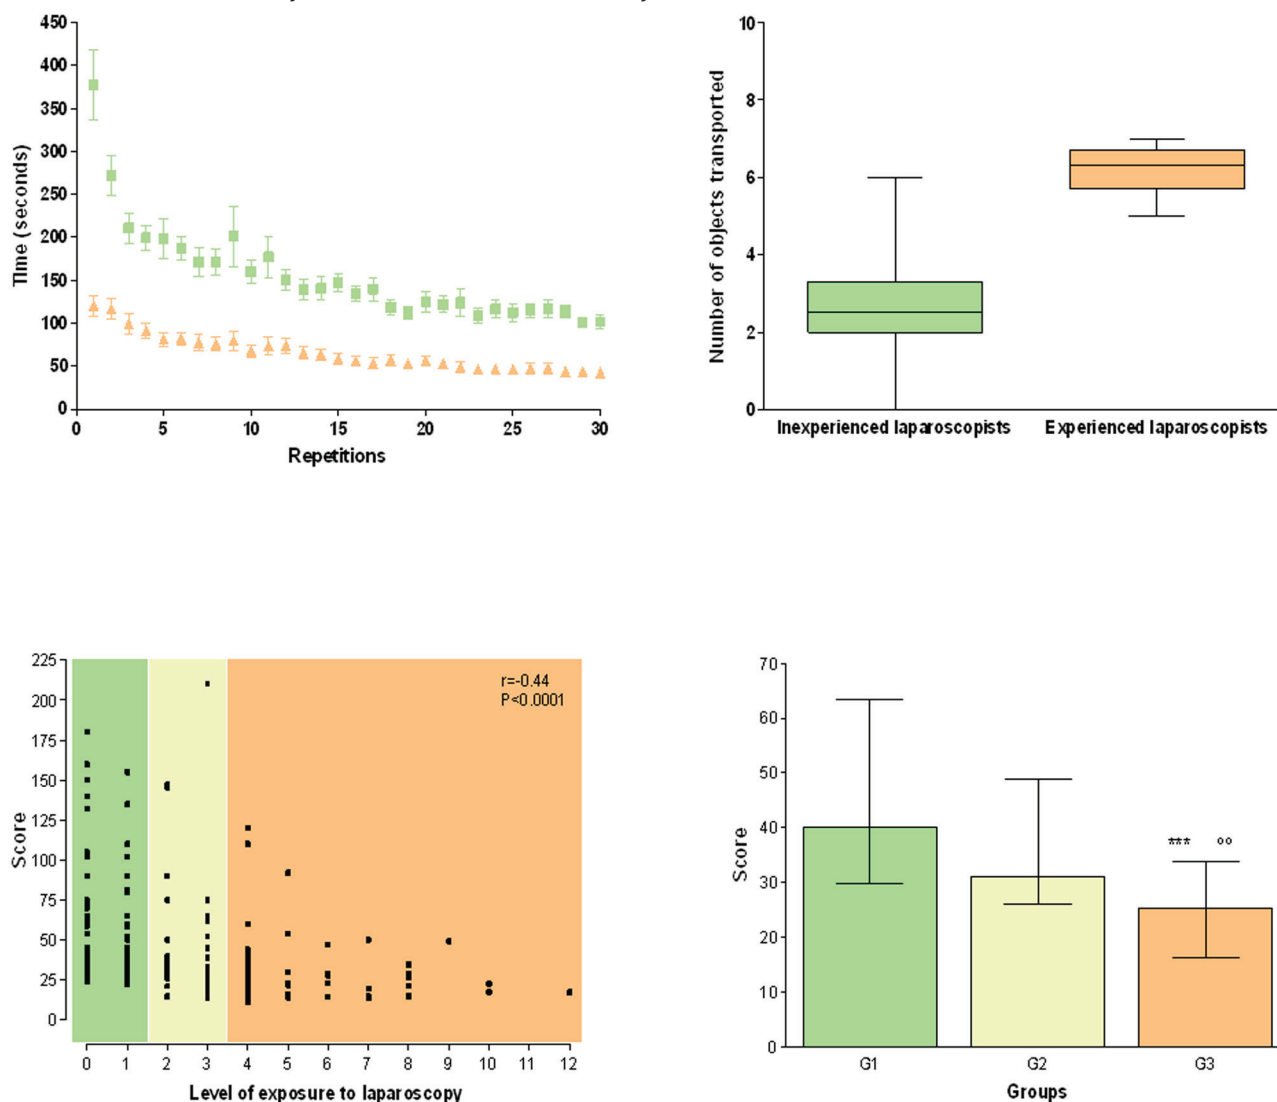 450
400
350
300
250
200
150
100
50
0
Time (seconds)
0 5 10 15 20 25 30
Repetitions
10
8
6
4
2
0
Number of objects transported
Inexperienced laparoscopists Experienced laparoscopists
225
200
175
150
125
100
75
50
25
0
Score
r=-0.44
P<0.0001
0 1 2 3 4 5 6 7 8 9 10 11 12
Level of exposure to laparoscopy
70
60
50
40
30
20
10
0
Score
*** °°
G1 G2 G3
Groups